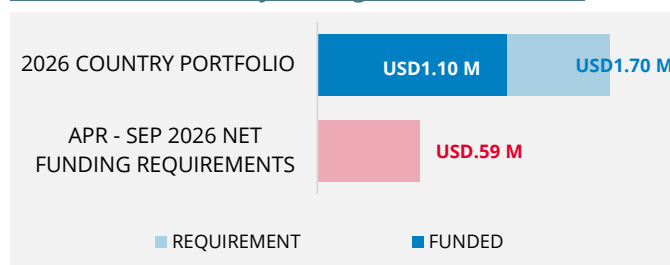 2026 COUNTRY PORTFOLIO
USD1.10 M
USD1.70 M
APR - SEP 2026 NET
FUNDING REQUIREMENTS
USD.59 M
REQUIREMENT
FUNDED